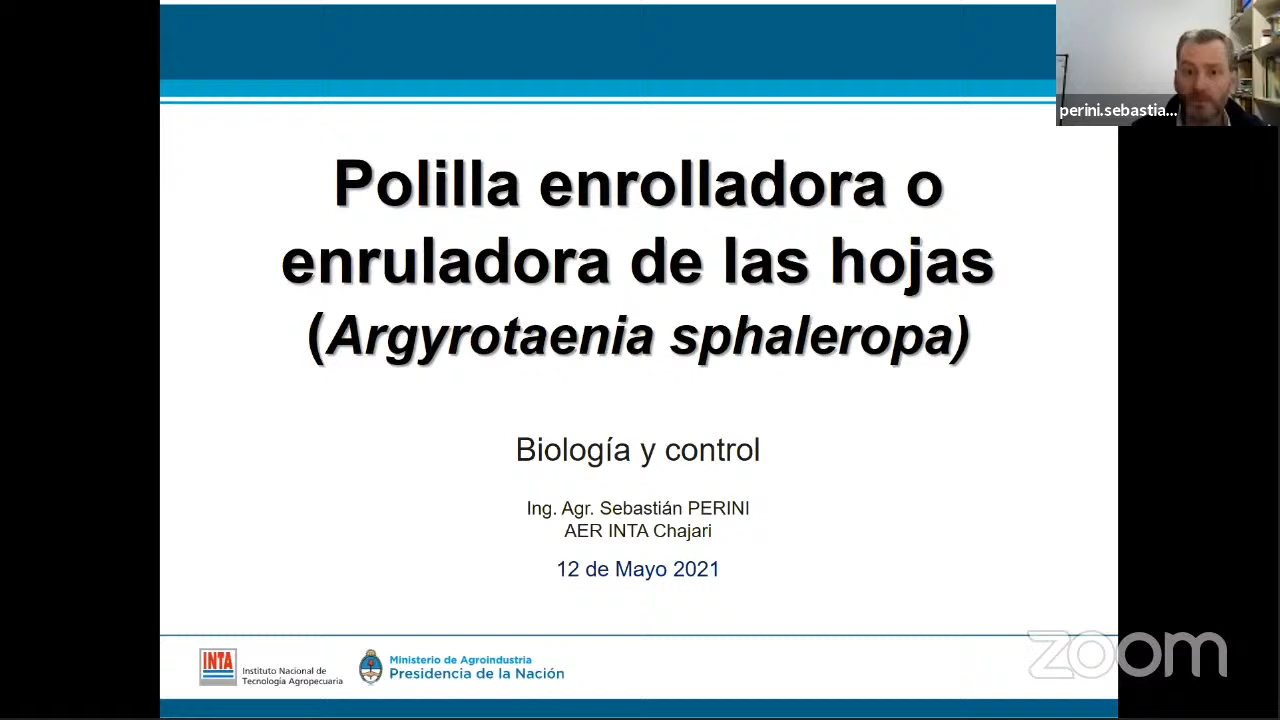 perini.sebastia...
Polilla enrolladora o
enruladora de las hojas
(Argyrotaenia sphaleropa)
Biología y control
Ing. Agr. Sebastián PERINI
AER INTA Chajari
12 de Mayo 2021
INTA
Instituto Nacional de
Tecnología Agropecuaria
Ministerio de Agroindustria
Presidencia de la Nación
zoom